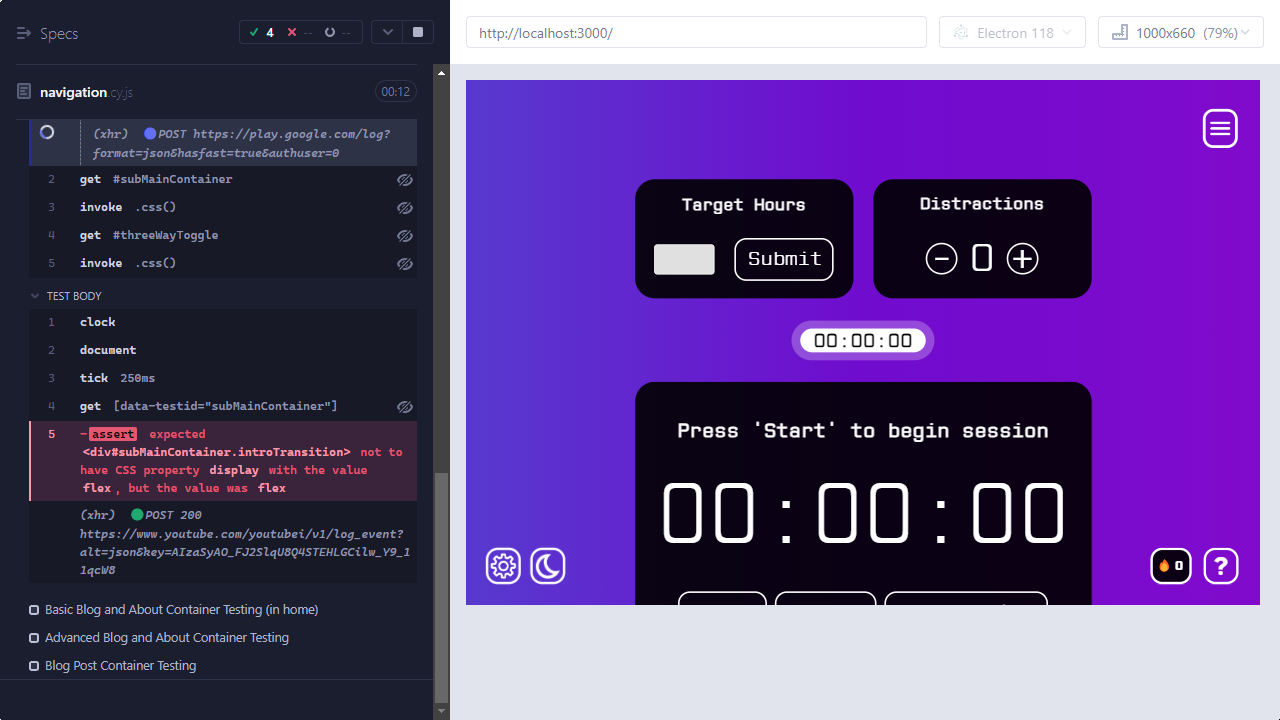 Specs
4
--
--
http://localhost:3000/
Electron 118
1000x660 (79%)
navigation.cy.js
00:12
(xhr) POST https://play.google.com/log?
format=json&hasfast=true&authuser=0
2 get #subMainContainer
3 invoke .css()
4 get #threeWayToggle
5 invoke .css()
TEST BODY
1 clock
2 document
3 tick 250ms
4 get [data-testid="subMainContainer"]
5 -assert expected
<div#subMainContainer.introTransition> not to
have CSS property display with the value
flex, but the value was flex
(xhr) POST 200
https://www.youtube.com/youtubei/v1/log_event?
alt=json&key=AIzaSyAO_FJ2SlqU8Q4STEHLGCilw_Y9_1
1qcW8
Basic Blog and About Container Testing (in home)
Advanced Blog and About Container Testing
Blog Post Container Testing
Target Hours
Submit
Distractions
0
00:00:00
Press 'Start' to begin session
00:00:00
0
?